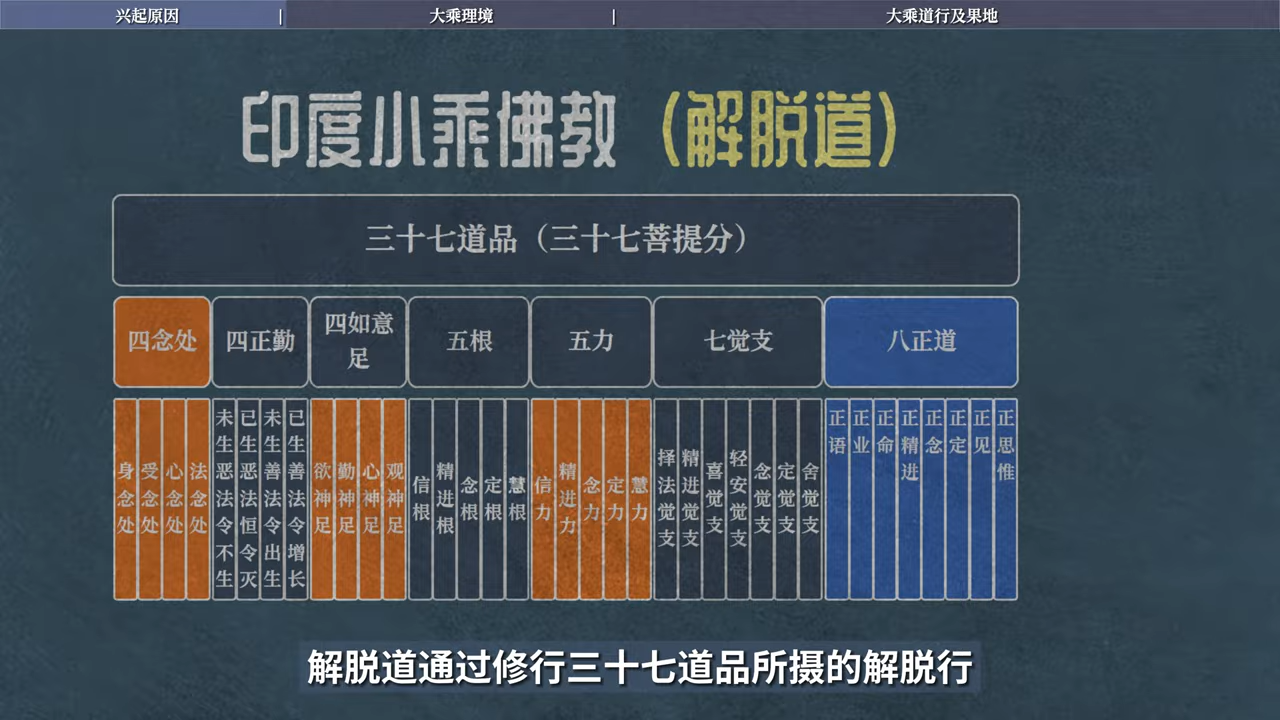 兴起原因 | 大乘理境 | 大乘道行及果地
印度小乘佛教（解脱道）
三十七道品（三十七菩提分）
四念处
四正勤
四如意足
五根
五力
七觉支
八正道
身念处
受念处
心念处
法念处
未生恶法令不生
已生恶法恒令灭
未生善法令出生
已生善法令增长
欲神足
勤神足
心神足
观神足
信根
精进根
念根
定根
慧根
信力
精进力
念力
定力
慧力
择法觉支
精进觉支
喜觉支
轻安觉支
念觉支
定觉支
舍觉支
正语
正业
正命
正精进
正念
正定
正见
正思惟
解脱道通过修行三十七道品所摄的解脱行